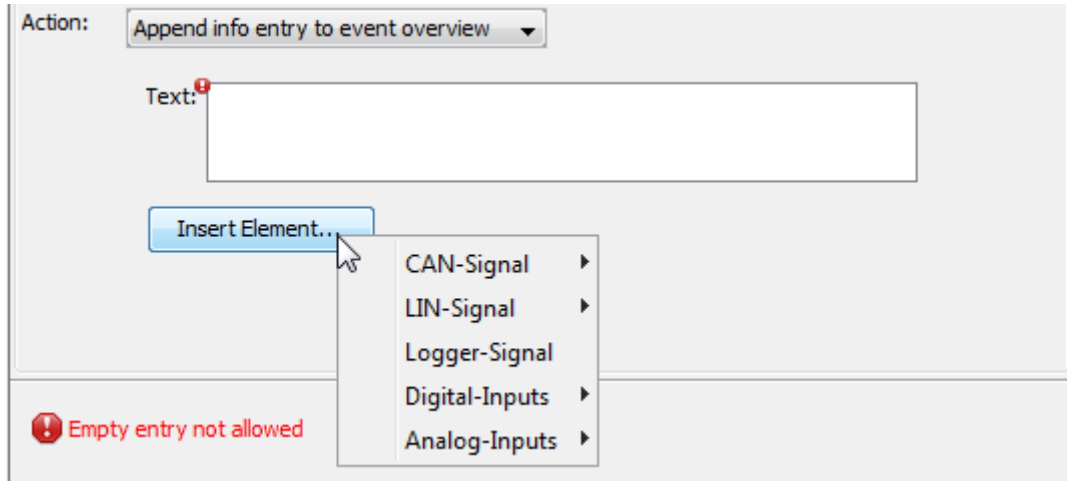 Action:
Append info entry to event overview
Text:
Insert Element...
CAN-Signal
LIN-Signal
Logger-Signal
Digital-Inputs
Analog-Inputs
Empty entry not allowed